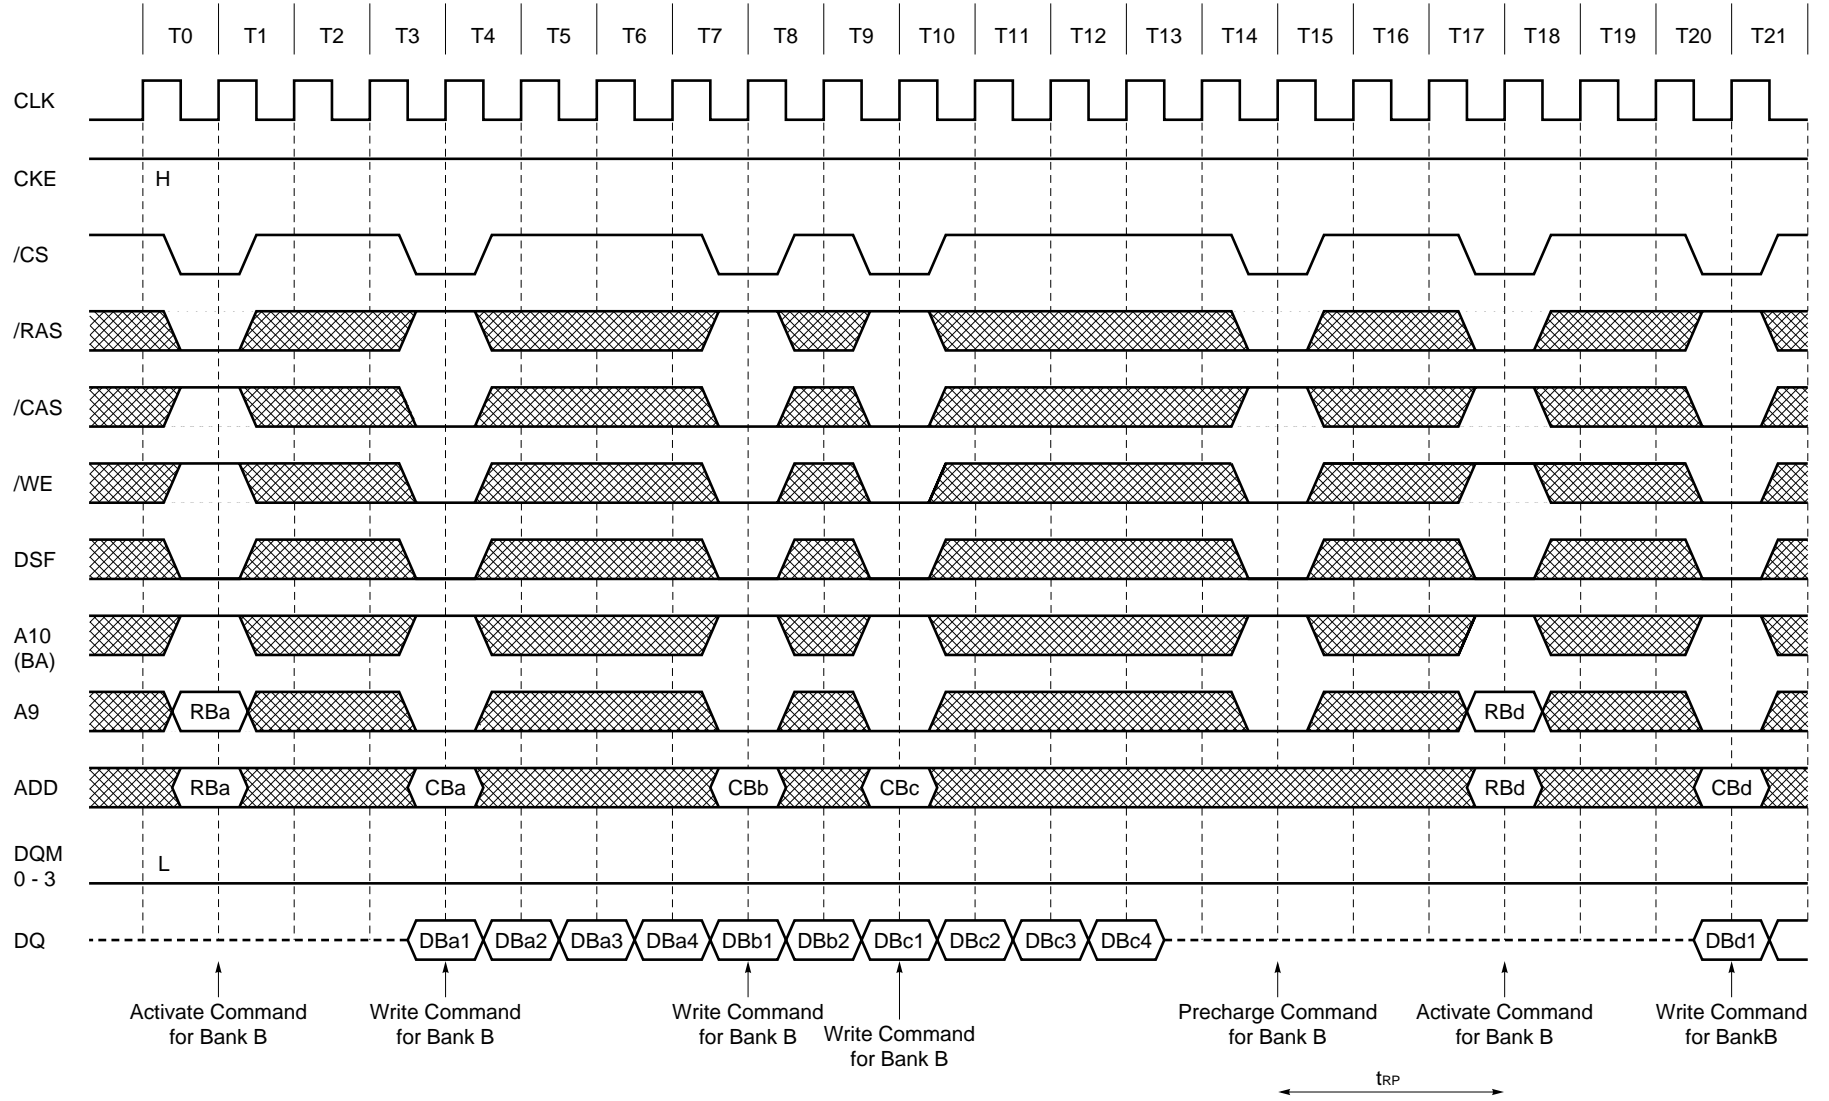 T0 T1 T2 T3 T4 T5 T6 T7 T8 T9 T10 T11 T12 T13 T14 T15 T16 T17 T18 T19 T20 T21
CLK
CKE H
/CS
/RAS
/CAS
/WE
DSF
A10
(BA)
A9 RBa RBd
ADD RBa CBa CBb CBc RBd CBd
DQM
0 - 3
L
DQ DBa1 DBa2 DBa3 DBa4 DBb1 DBb2 DBc1 DBc2 DBc3 DBc4 DBd1
Activate Command
for Bank B
Write Command
for Bank B
Write Command
for Bank B
Write Command
for Bank B
Precharge Command
for Bank B
Activate Command
for Bank B
Write Command
for BankB
tRP